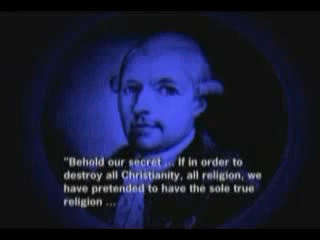 "Behold our secret ... If in order to
destroy all Christianity, all religion, we
have pretended to have the sole true
religion ...